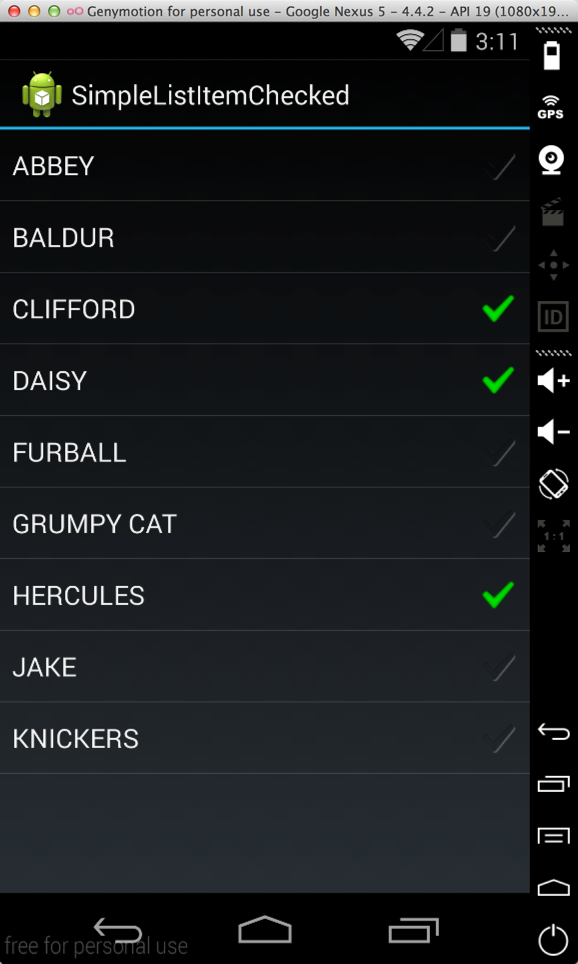 Genymotion for personal use – Google Nexus 5 – 4.4.2 – API 19 (1080x19...
3:11
GPS
SimpleListItemChecked
ABBEY
BALDUR
CLIFFORD
ID
DAISY
FURBALL
GRUMPY CAT
1:1
HERCULES
JAKE
KNICKERS
free for personal use